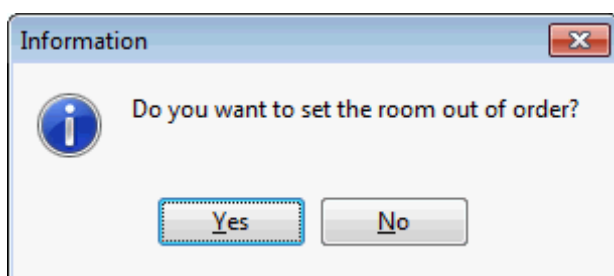 Information
Do you want to set the room out of order?
Yes
No